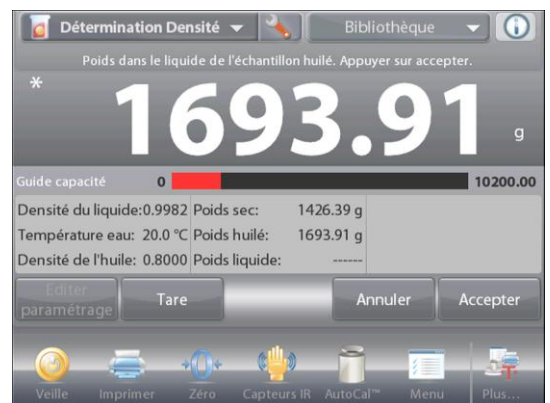 Détermination Densité Bibliothèque
Poids dans le liquide de l'échantillon huilé. Appuyer sur accepter.
* 1693.91 g
Guide capacité 0 10200.00
Densité du liquide:0.9982 Poids sec: 1426.39 g
Température eau: 20.0 °C Poids huilé: 1693.91 g
Densité de l'huile: 0.8000 Poids liquide: ------
Editer
paramétrage Tare Annuler Accepter
Veille Imprimer Zéro Capteurs IR AutoCal™ Menu Plus...